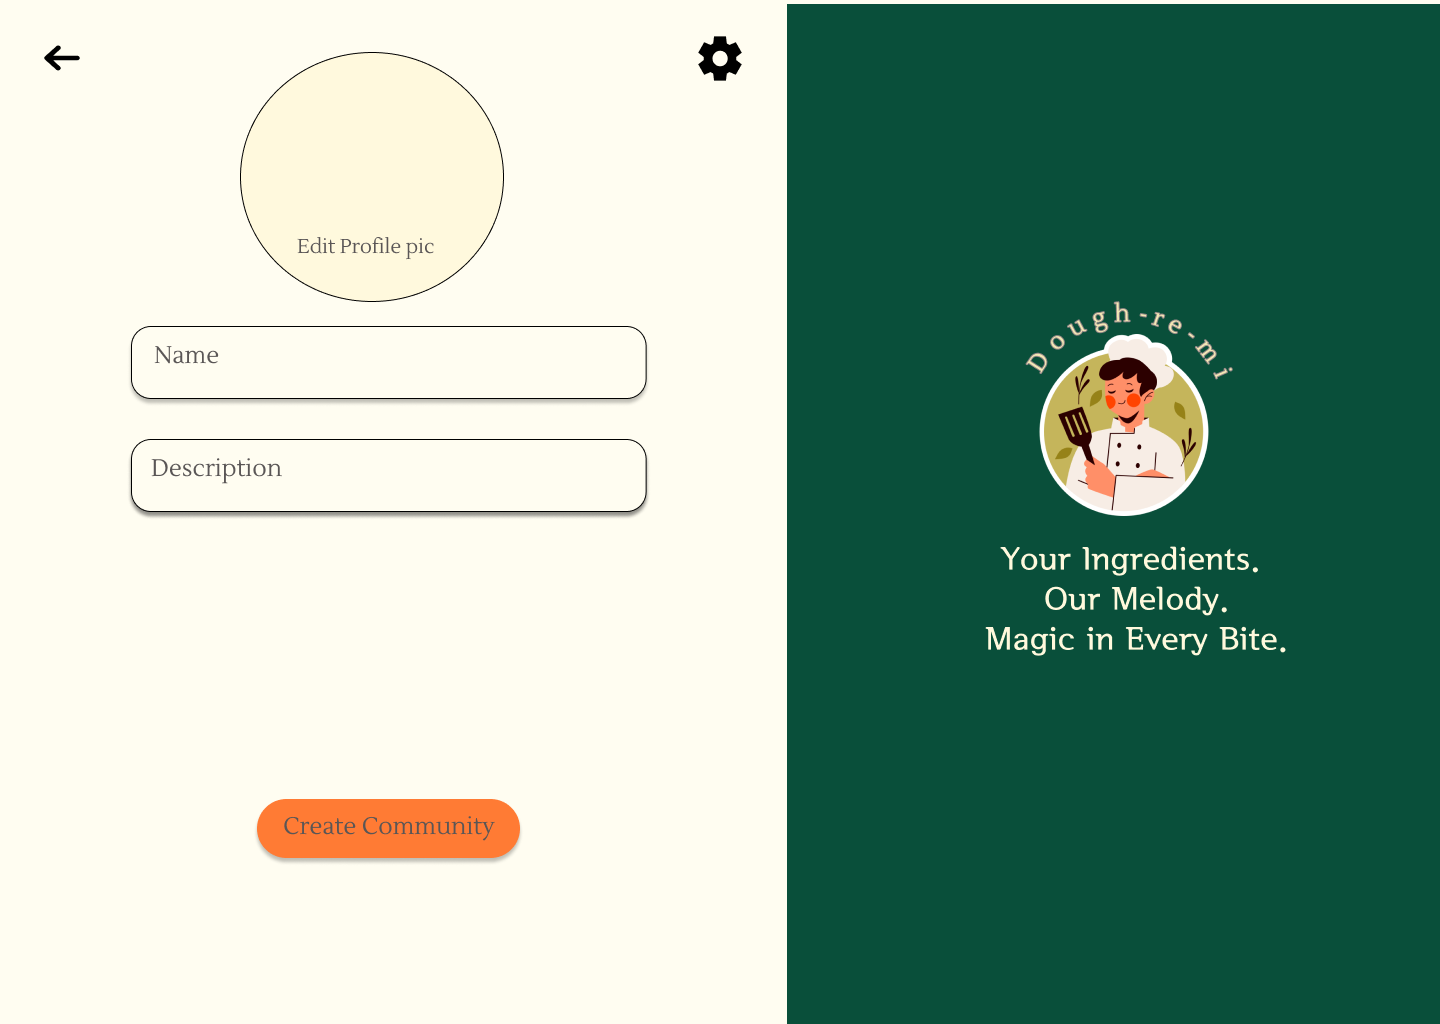 Edit Profile pic
Name
Description
Create Community
Dough-re-mi
Your Ingredients.
Our Melody.
Magic in Every Bite.